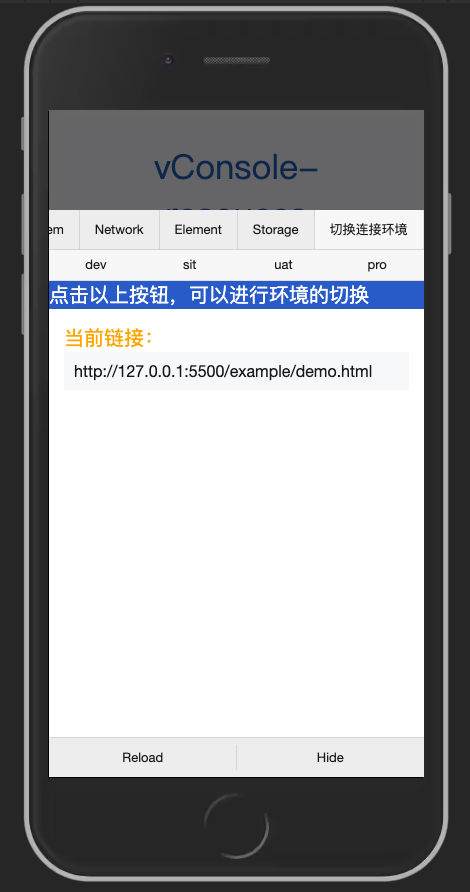 vConsole-
em
Network
Element
Storage
切换连接环境
dev
sit
uat
pro
点击以上按钮，可以进行环境的切换
当前链接：
http://127.0.0.1:5500/example/demo.html
Reload
Hide